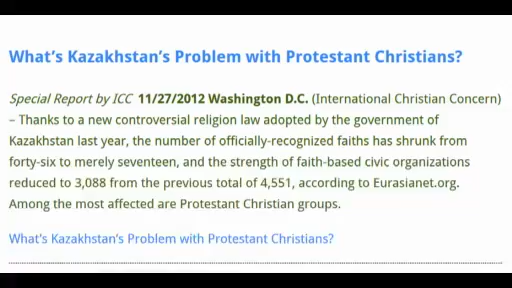 What's Kazakhstan's Problem with Protestant Christians?
Special Report by ICC 11/27/2012 Washington D.C. (International Christian Concern)
– Thanks to a new controversial religion law adopted by the government of
Kazakhstan last year, the number of officially-recognized faiths has shrunk from
forty-six to merely seventeen, and the strength of faith-based civic organizations
reduced to 3,088 from the previous total of 4,551, according to Eurasianet.org.
Among the most affected are Protestant Christian groups.
What's Kazakhstan's Problem with Protestant Christians?